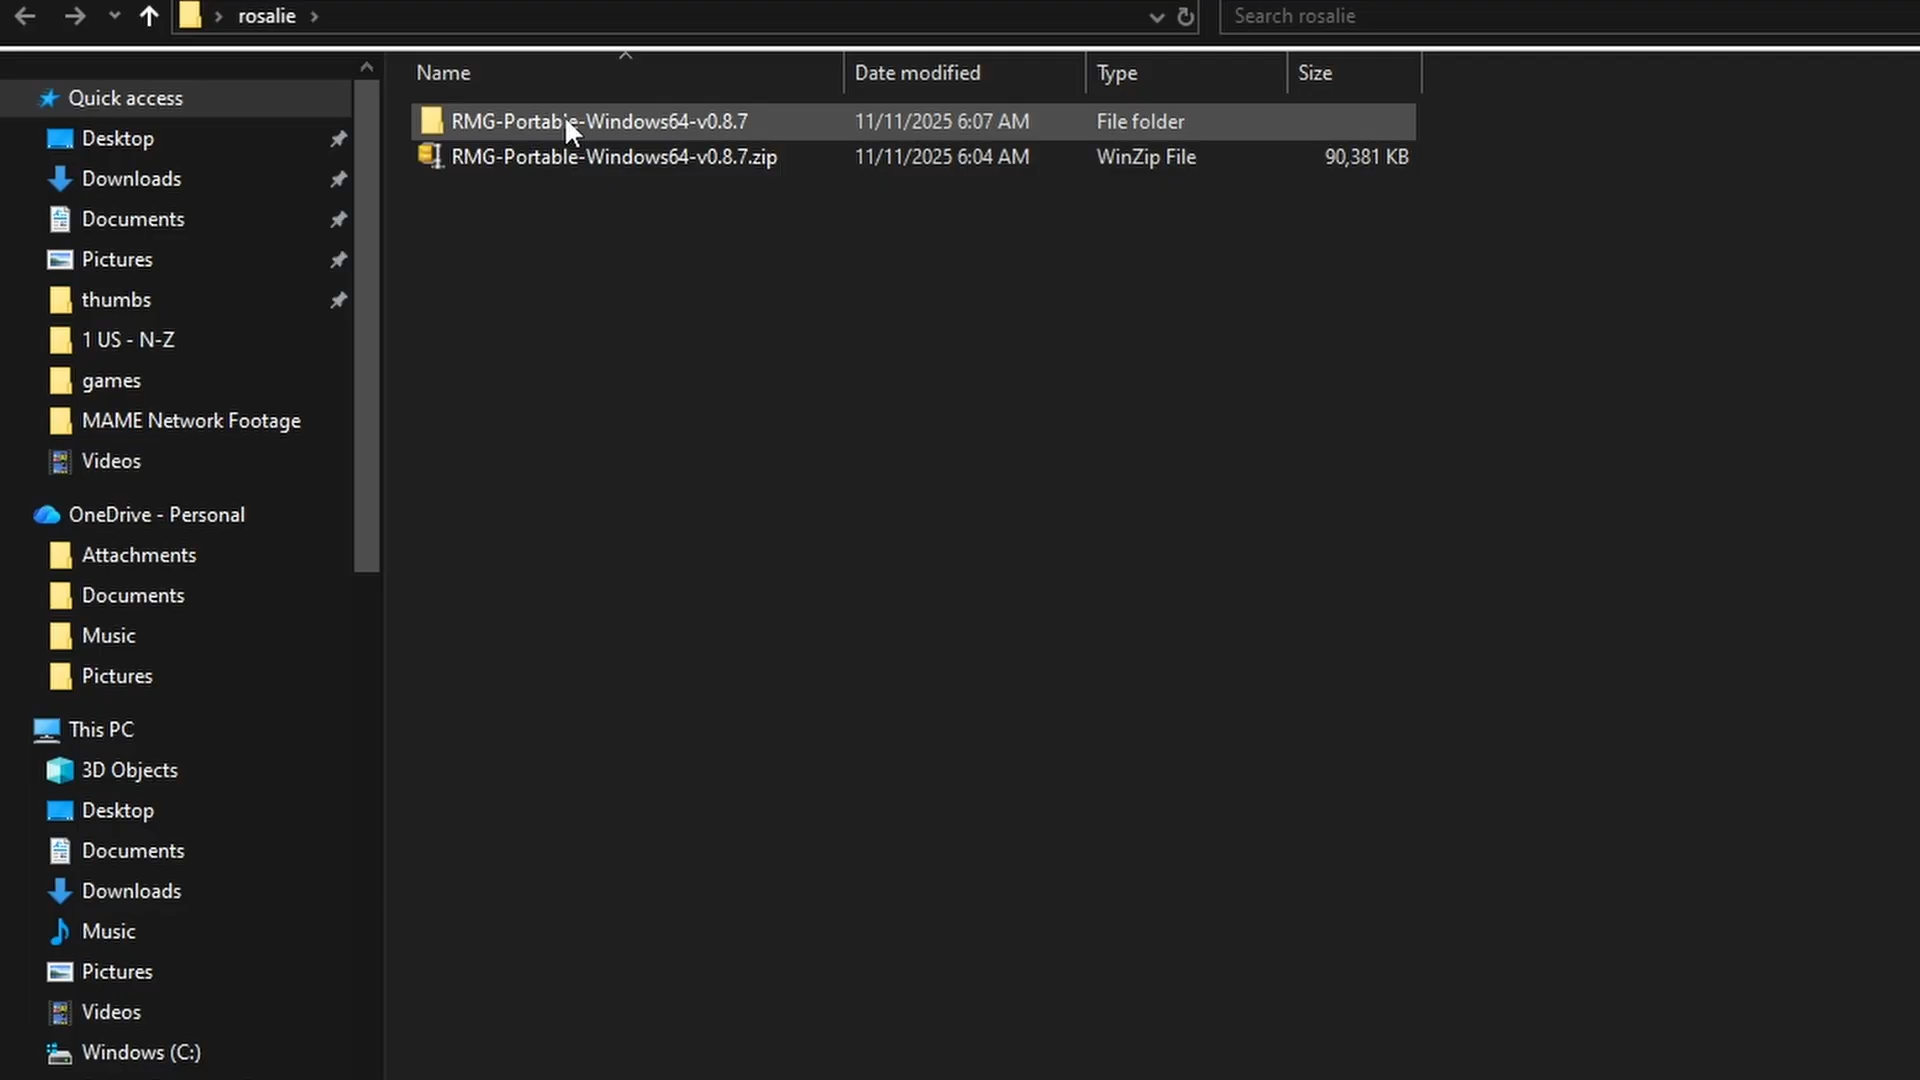 rosalie
Search rosalie
Name
Date modified
Type
Size
RMG-Portable-Windows64-v0.8.7
11/11/2025 6:07 AM
File folder
RMG-Portable-Windows64-v0.8.7.zip
11/11/2025 6:04 AM
WinZip File
90,381 KB
Quick access
Desktop
Downloads
Documents
Pictures
thumbs
1 US - N-Z
games
MAME Network Footage
Videos
OneDrive - Personal
Attachments
Documents
Music
Pictures
This PC
3D Objects
Desktop
Documents
Downloads
Music
Pictures
Videos
Windows (C:)